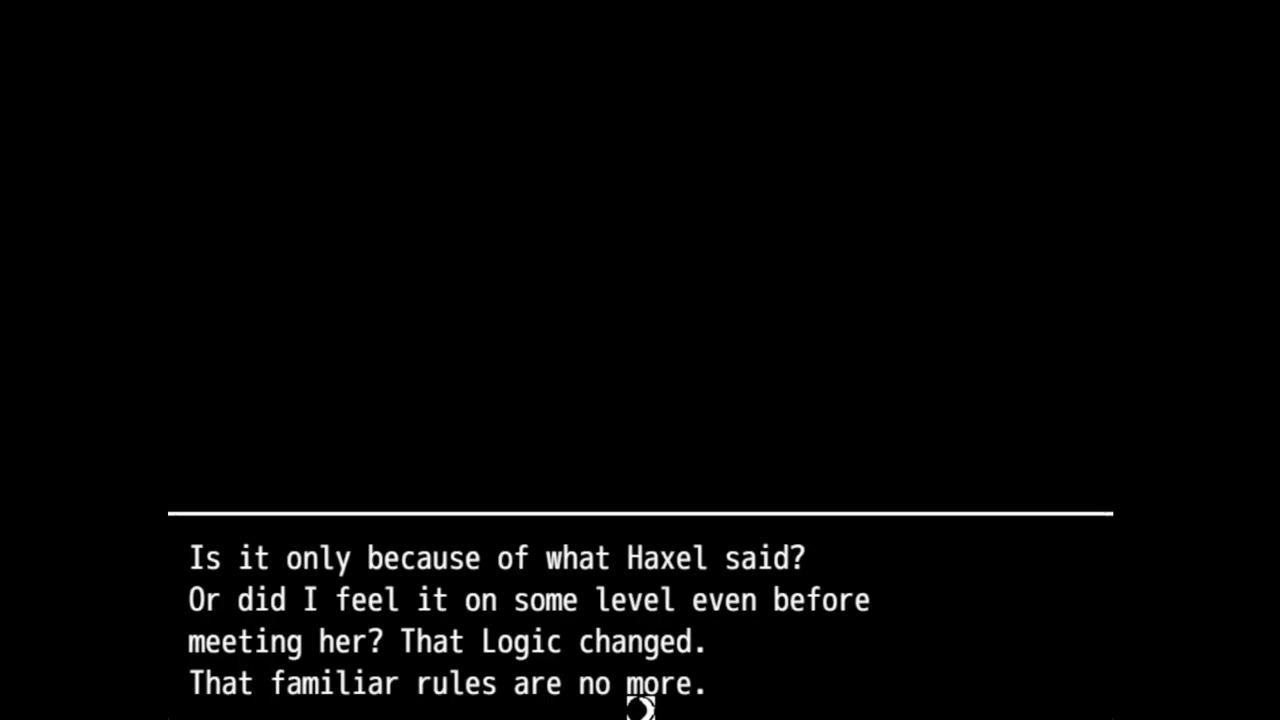 Is it only because of what Haxel said?
Or did I feel it on some level even before
meeting her? That Logic changed.
That familiar rules are no more.